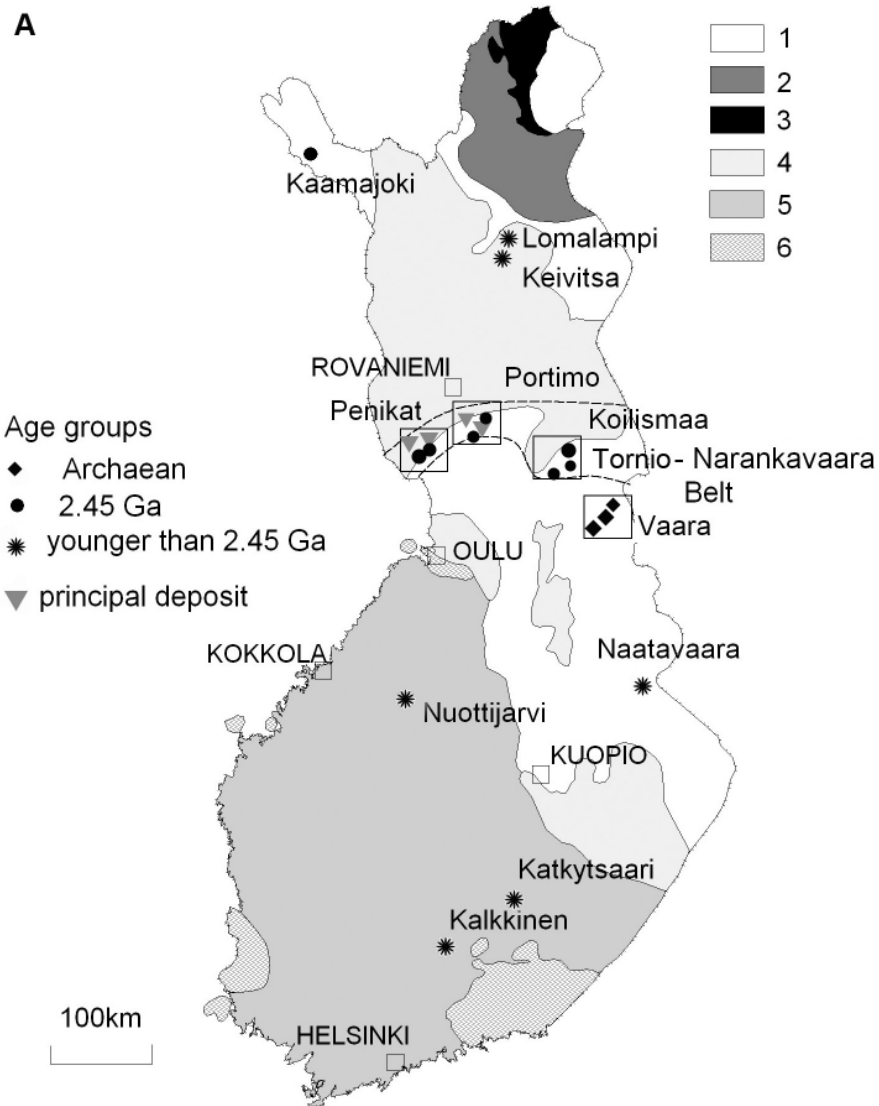 A
1
2
3
4
5
6
Kaamajoki
Lomalampi
Keivitsa
ROVANIEMI
Portimo
Penikat
Koilismaa
Age groups
Archaean
2.45 Ga
younger than 2.45 Ga
principal deposit
Tornio - Narankavaara
Belt
Vaara
OULU
KOKKOLA
Naatavaara
Nuottijarvi
KUOPIO
Katkytsaari
Kalkkinen
100km
HELSINKI